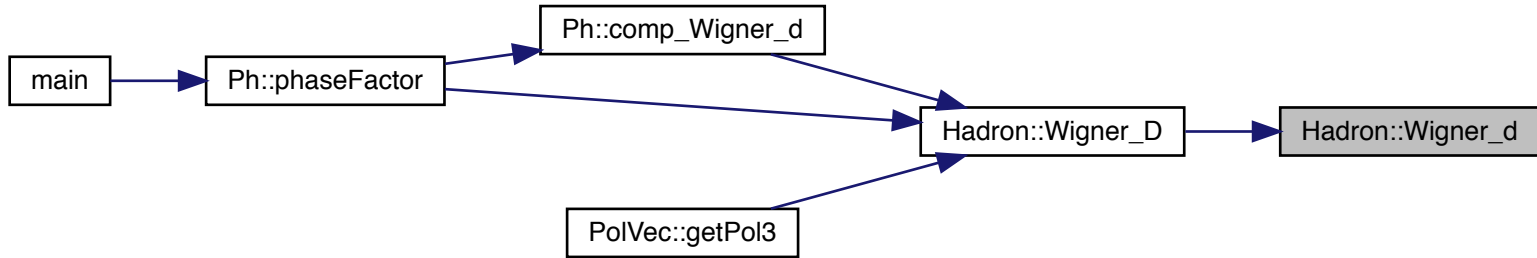 Ph::comp_Wigner_d
main
Ph::phaseFactor
Hadron::Wigner_D
Hadron::Wigner_d
PolVec::getPol3